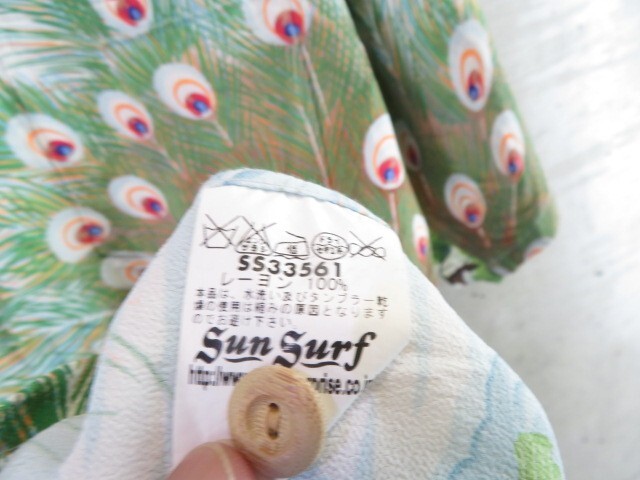 SS33561
レーヨン 100%
本品は、水洗い及びタンブラー乾
燥の使用は縮みの原因となります
のでお避け下さい。
Sun Surf